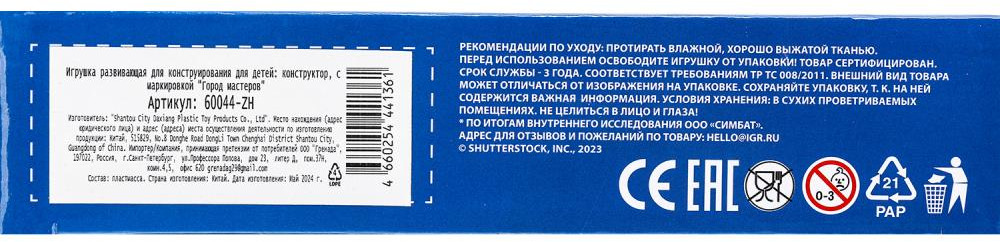 Игрушка развивающая для конструирования для детей: конструктор, с
маркировкой "Город мастеров"
Артикул: 60044-ZH
Изготовитель: "Shantou City Daxiang Plastic Toy Products Co., Ltd". Место нахождения (адрес
юридического лица) и адрес (адреса) места осуществления деятельности по изготовлению
продукции: Китай, 515829, No.8 Donghe Road DongLi Town Chenghai District Shantou City,
Guangdong of China. Импортер/Компания, принимающая претензии от потребителей ООО "Гренада",
197022, Россия, г.Санкт-Петербург, ул.Профессора Попова, дом 23, литер Д, пом.37Н,
комн.4,5, офис 620 grenadag29@gmail.com
Состав: пластмасса. Страна изготовления: Китай. Дата изготовления: Май 2024 г.
4
LDPE
4 660254 441361
РЕКОМЕНДАЦИИ ПО УХОДУ: ПРОТИРАТЬ ВЛАЖНОЙ, ХОРОШО ВЫЖАТОЙ ТКАНЬЮ.
ПЕРЕД ИСПОЛЬЗОВАНИЕМ ОСВОБОДИТЕ ИГРУШКУ ОТ УПАКОВКИ! ТОВАР СЕРТИФИЦИРОВАН.
СРОК СЛУЖБЫ - 3 ГОДА. СООТВЕТСТВУЕТ ТРЕБОВАНИЯМ ТР ТС 008/2011. ВНЕШНИЙ ВИД ТОВАРА
МОЖЕТ ОТЛИЧАТЬСЯ ОТ ИЗОБРАЖЕНИЯ НА УПАКОВКЕ. СОХРАНЯЙТЕ УПАКОВКУ, Т. К. НА НЕЙ
СОДЕРЖИТСЯ ВАЖНАЯ ИНФОРМАЦИЯ. УСЛОВИЯ ХРАНЕНИЯ: В СУХИХ ПРОВЕТРИВАЕМЫХ
ПОМЕЩЕНИЯХ. НЕ ЦЕЛИТЬСЯ В ЛИЦО И ГЛАЗА!
* ПО ИТОГАМ ВНУТРЕННЕГО ИССЛЕДОВАНИЯ ООО «СИМБАТ».
АДРЕС ДЛЯ ОТЗЫВОВ И ПОЖЕЛАНИЙ ПО ТОВАРУ: HELLO@IGR.RU
© SHUTTERSTOCK, INC., 2023
CE EAC
0-3
21
PAP